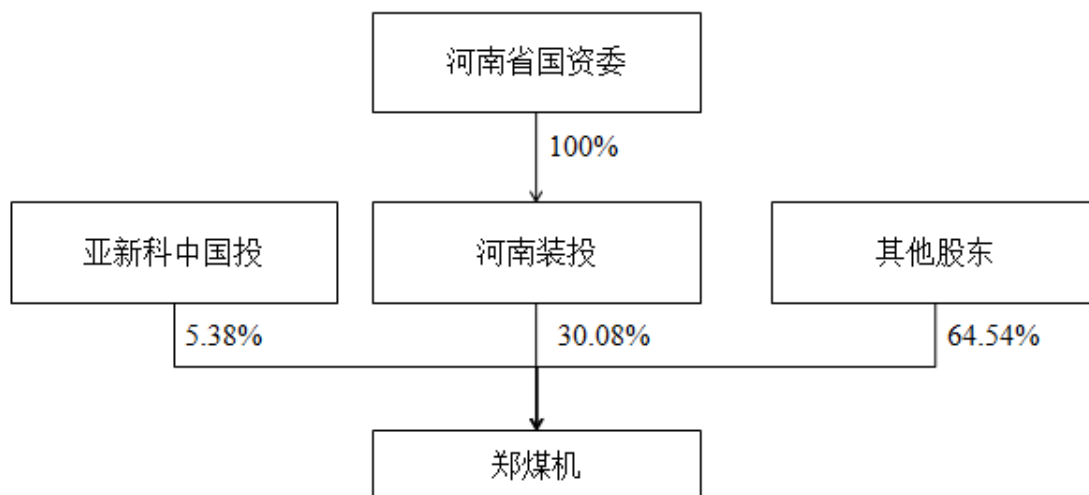 河南省国资委
100%
亚新科中国投
河南装投
其他股东
5.38%
30.08%
64.54%
郑煤机